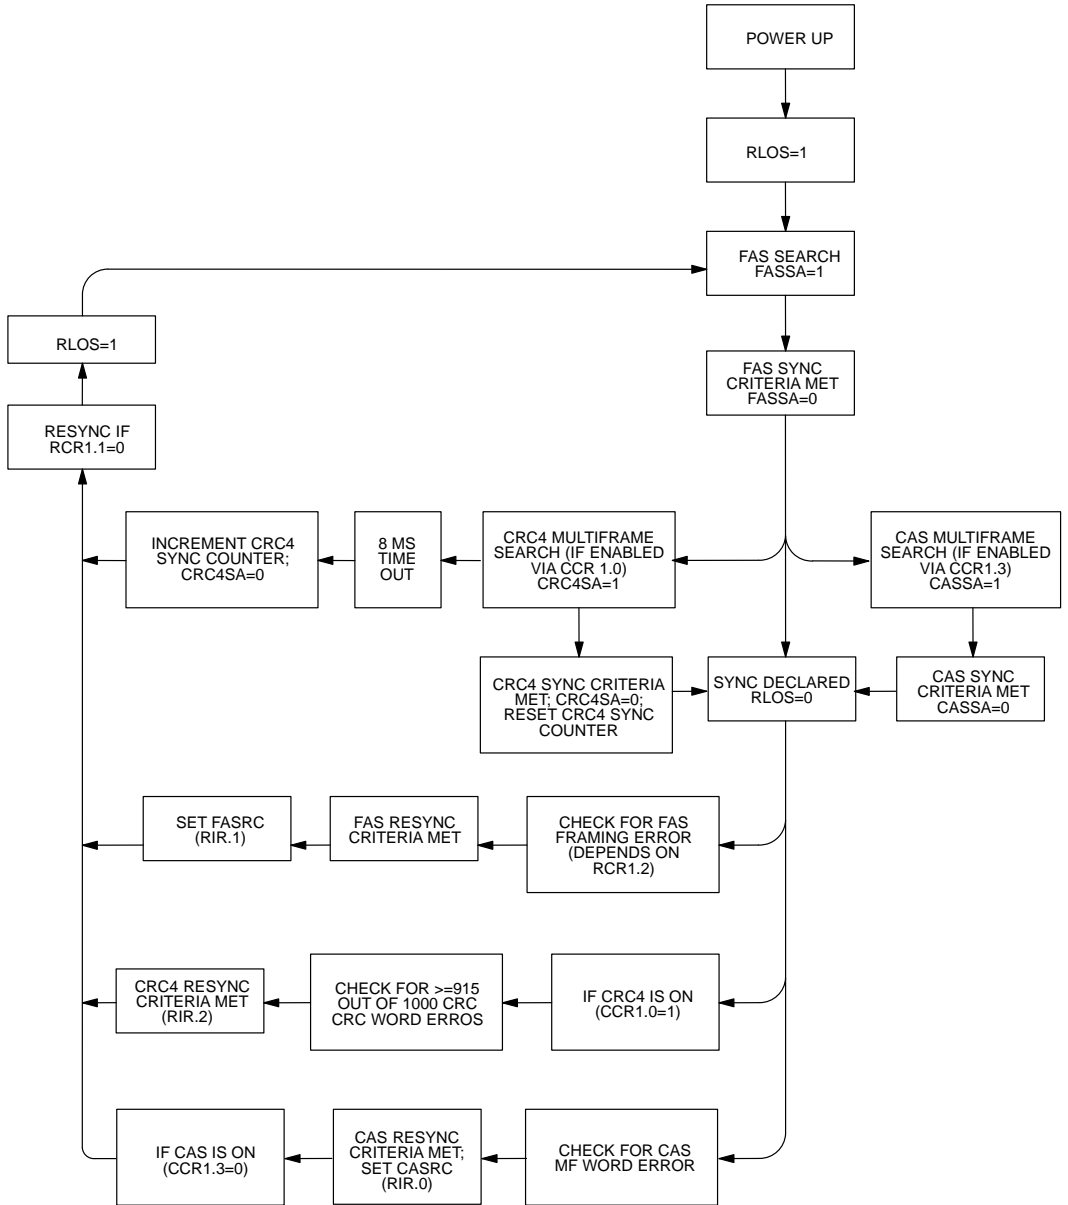 POWER UP
RLOS=1
FAS SEARCH
FASSA=1
RLOS=1
FAS SYNC
CRITERIA MET
FASSA=0
RESYNC IF
RCR1.1=0
INCREMENT CRC4
SYNC COUNTER;
CRC4SA=0
8 MS
TIME
OUT
CRC4 MULTIFRAME
SEARCH (IF ENABLED
VIA CCR 1.0)
CRC4SA=1
CAS MULTIFRAME
SEARCH (IF ENABLED
VIA CCR1.3)
CASSA=1
CRC4 SYNC CRITERIA
MET; CRC4SA=0;
RESET CRC4 SYNC
COUNTER
SYNC DECLARED
RLOS=0
CAS SYNC
CRITERIA MET
CASSA=0
SET FASRC
(RIR.1)
FAS RESYNC
CRITERIA MET
CHECK FOR FAS
FRAMING ERROR
(DEPENDS ON
RCR1.2)
CRC4 RESYNC
CRITERIA MET
(RIR.2)
CHECK FOR >=915
OUT OF 1000 CRC
CRC WORD ERROS
IF CRC4 IS ON
(CCR1.0=1)
IF CAS IS ON
(CCR1.3=0)
CAS RESYNC
CRITERIA MET;
SET CASRC
(RIR.0)
CHECK FOR CAS
MF WORD ERROR